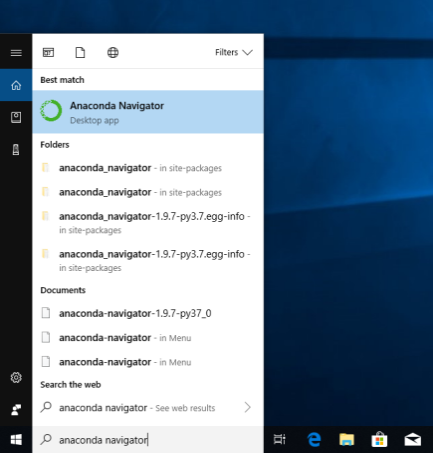 Filters
Best match
Anaconda Navigator
Desktop app
Folders
anaconda_navigator - in site-packages
anaconda_navigator - in site-packages
anaconda_navigator-1.9.7-py3.7.egg-info -
in site-packages
anaconda_navigator-1.9.7-py3.7.egg-info -
in site-packages
Documents
anaconda-navigator-1.9.7-py37_0
anaconda-navigator - in Menu
anaconda-navigator - in Menu
Search the web
anaconda navigator - See web results
anaconda navigator